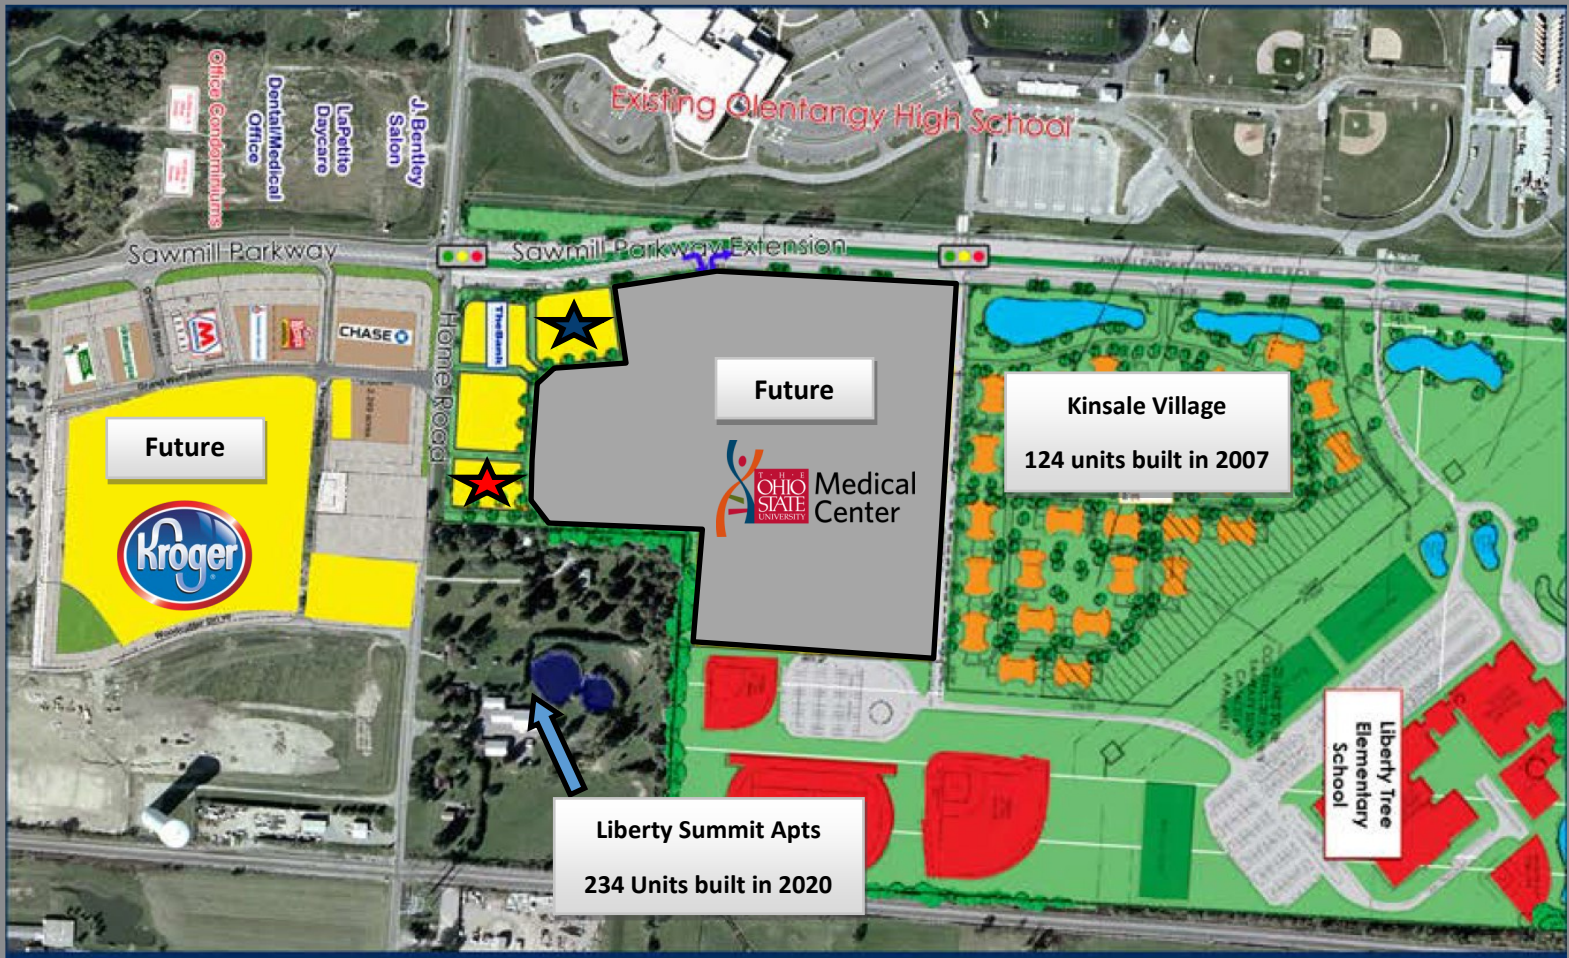 Existing Olentangy High School
J. Bentley
Salon
LaPetite
Daycare
Dental/Medical
Office
Office Condominiums
Sawmill Parkway
Sawmill Parkway Extension
Home Road
TheBank
CHASE
M
Future
Kroger
Future
T · H · E
OHIO
STATE
UNIVERSITY
Medical
Center
Kinsale Village
124 units built in 2007
Liberty Summit Apts
234 Units built in 2020
Liberty Tree
Elementary
School